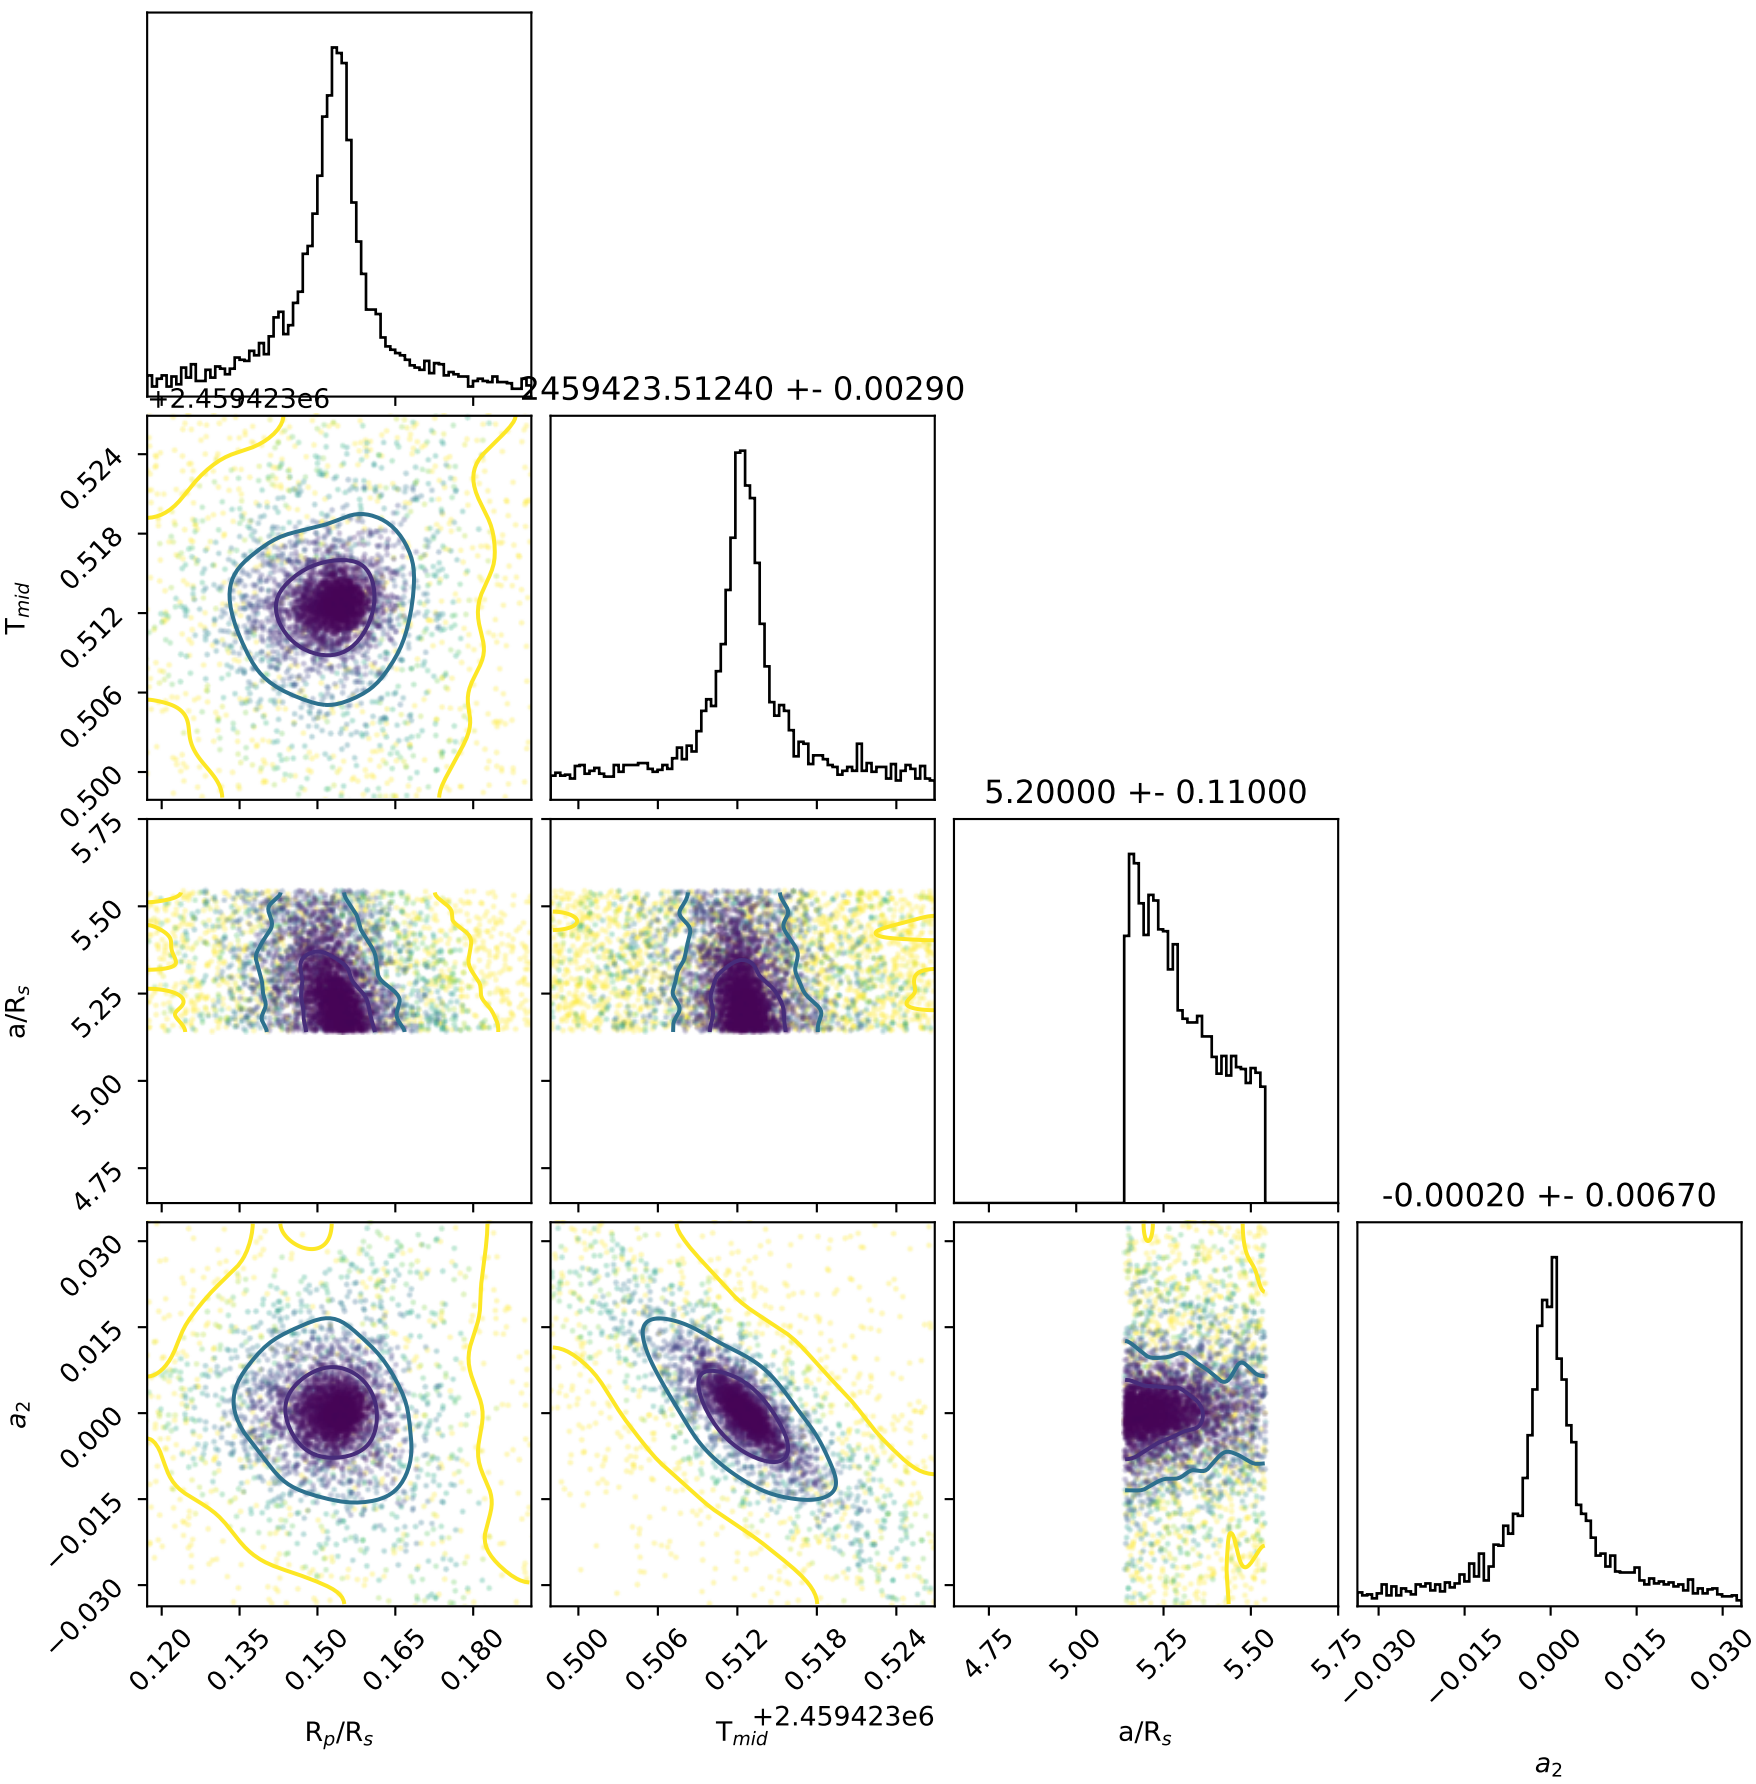 +2.459423e6
2459423.51240 +- 0.00290
0.524
0.518
0.512
0.506
0.500
T_mid
5.20000 +- 0.11000
5.75
5.50
5.25
5.00
4.75
a/R_s
-0.00020 +- 0.00670
0.030
0.015
0.000
−0.015
−0.030
a_2
0.120 0.135 0.150 0.165 0.180
R_p/R_s
0.500 0.506 0.512 0.518 0.524
+2.459423e6
T_mid
4.75 5.00 5.25 5.50 5.75
a/R_s
−0.030 −0.015 0.000 0.015 0.030
a_2